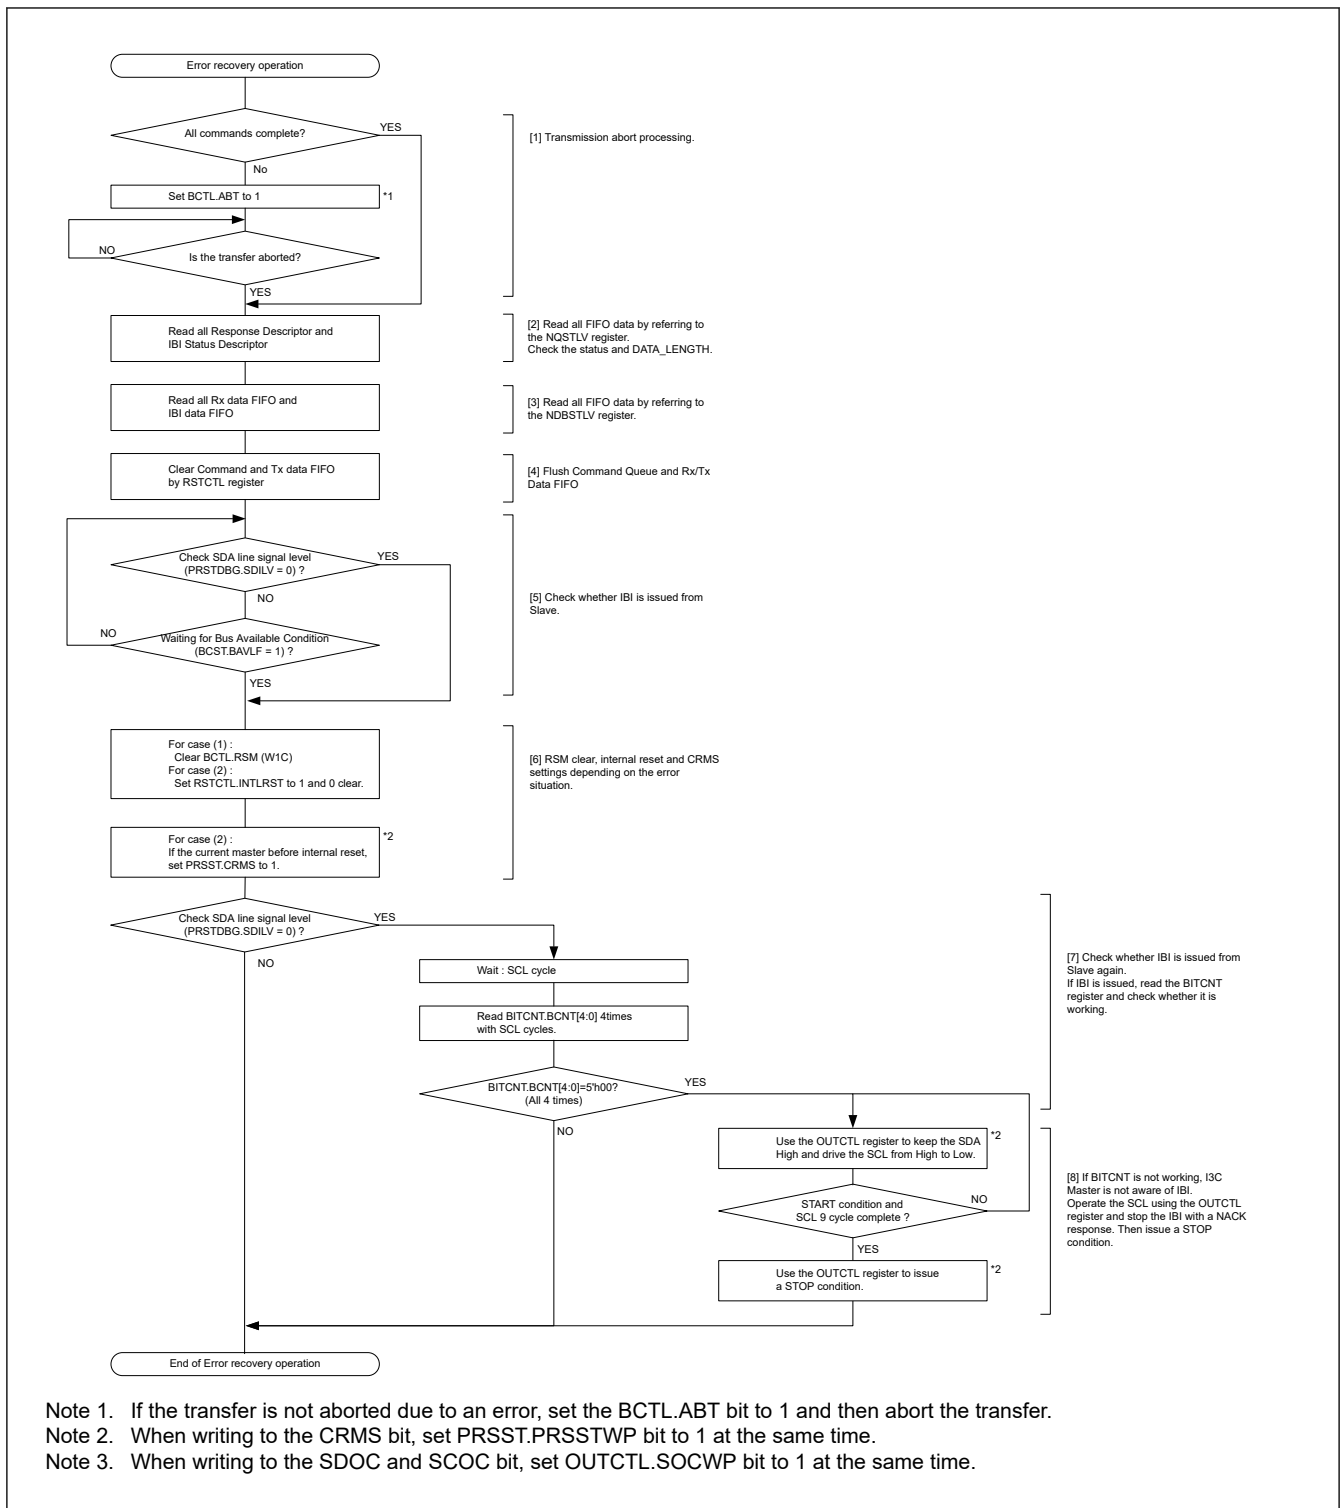 Error recovery operation
All commands complete?
YES
No
[1] Transmission abort processing.
Set BCTL.ABT to 1
*1
NO
Is the transfer aborted?
YES
Read all Response Descriptor and
IBI Status Descriptor
[2] Read all FIFO data by referring to
the NQSTLV register.
Check the status and DATA_LENGTH.
Read all Rx data FIFO and
IBI data FIFO
[3] Read all FIFO data by referring to
the NDBSTLV register.
Clear Command and Tx data FIFO
by RSTCTL register
[4] Flush Command Queue and Rx/Tx
Data FIFO
Check SDA line signal level
(PRSTDBG.SDILV = 0) ?
YES
NO
[5] Check whether IBI is issued from
Slave.
NO
Waiting for Bus Available Condition
(BCST.BAVLF = 1) ?
YES
For case (1) :
Clear BCTL.RSM (W1C)
For case (2) :
Set RSTCTL.INTLRST to 1 and 0 clear.
[6] RSM clear, internal reset and CRMS
settings depending on the error
situation.
For case (2) :
If the current master before internal reset,
set PRSST.CRMS to 1.
*2
Check SDA line signal level
(PRSTDBG.SDILV = 0) ?
YES
NO
Wait : SCL cycle
Read BITCNT.BCNT[4:0] 4times
with SCL cycles.
[7] Check whether IBI is issued from
Slave again.
If IBI is issued, read the BITCNT
register and check whether it is
working.
BITCNT.BCNT[4:0]=5'h00?
(All 4 times)
YES
NO
Use the OUTCTL register to keep the SDA
High and drive the SCL from High to Low.
*2
START condition and
SCL 9 cycle complete ?
NO
YES
[8] If BITCNT is not working, I3C
Master is not aware of IBI.
Operate the SCL using the OUTCTL
register and stop the IBI with a NACK
response. Then issue a STOP
condition.
Use the OUTCTL register to issue
a STOP condition.
*2
End of Error recovery operation
Note 1. If the transfer is not aborted due to an error, set the BCTL.ABT bit to 1 and then abort the transfer.
Note 2. When writing to the CRMS bit, set PRSST.PRSSTWP bit to 1 at the same time.
Note 3. When writing to the SDOC and SCOC bit, set OUTCTL.SOCWP bit to 1 at the same time.